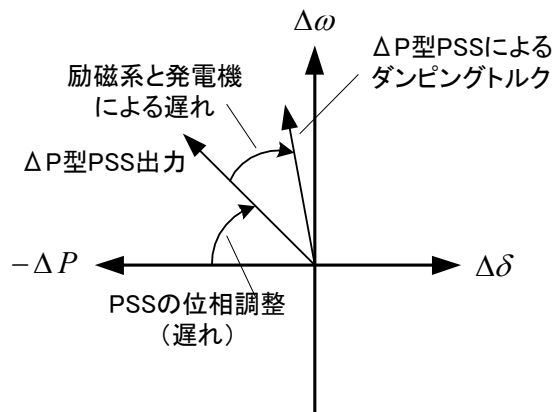 Δω
ΔP型PSSによる
ダンピングトルク
励磁系と発電機
による遅れ
ΔP型PSS出力
−ΔP
Δδ
PSSの位相調整
(遅れ)